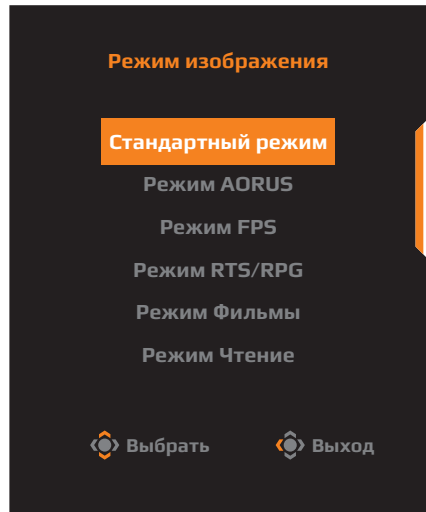 Режим изображения
Стандартный режим
Режим AORUS
Режим FPS
Режим RTS/RPG
Режим Фильмы
Режим Чтение
Выбрать Выход